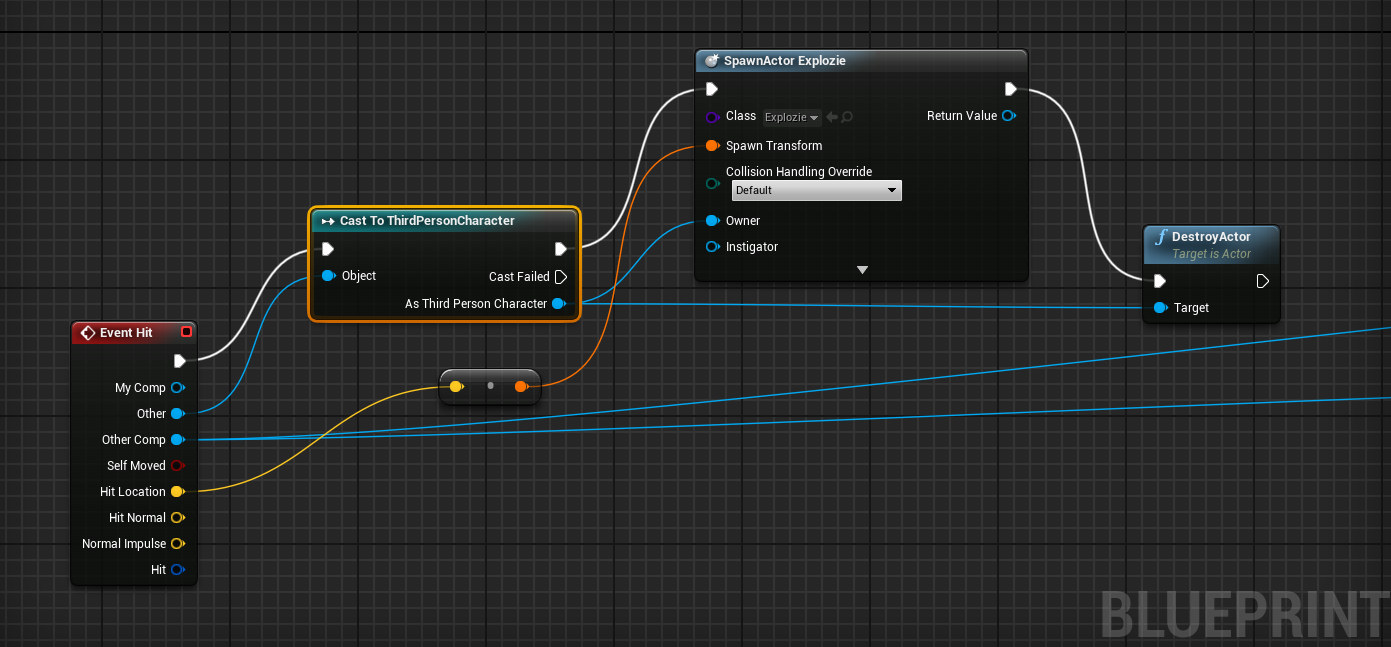 SpawnActor Explozie
Class Explozie
Return Value
Spawn Transform
Collision Handling Override
Default
Owner
Instigator
Cast To ThirdPersonCharacter
Object
Cast Failed
As Third Person Character
DestroyActor
Target is Actor
Target
Event Hit
My Comp
Other
Other Comp
Self Moved
Hit Location
Hit Normal
Normal Impulse
Hit
BLUEPRINT